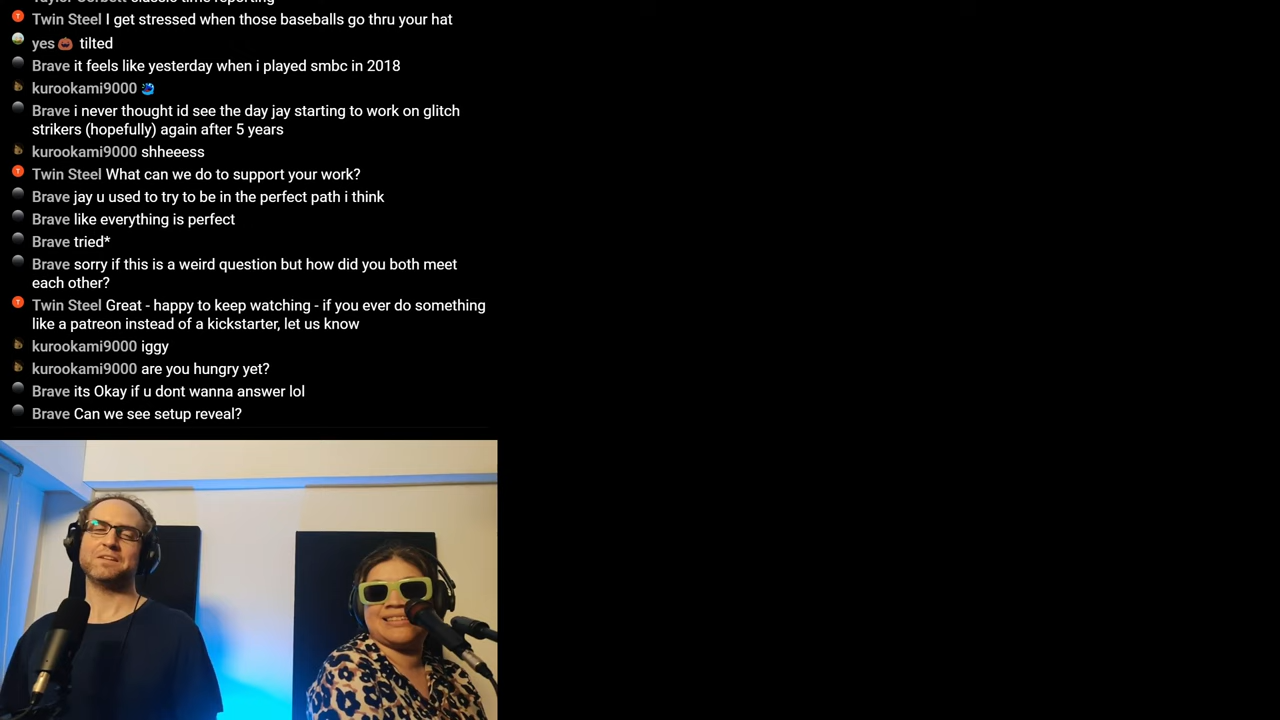 Twin Steel I get stressed when those baseballs go thru your hat
yes tilted
Brave it feels like yesterday when i played smbc in 2018
kurookami9000
Brave i never thought id see the day jay starting to work on glitch
strikers (hopefully) again after 5 years
kurookami9000 shheeess
Twin Steel What can we do to support your work?
Brave jay u used to try to be in the perfect path i think
Brave like everything is perfect
Brave tried*
Brave sorry if this is a weird question but how did you both meet
each other?
Twin Steel Great - happy to keep watching - if you ever do something
like a patreon instead of a kickstarter, let us know
kurookami9000 iggy
kurookami9000 are you hungry yet?
Brave its Okay if u dont wanna answer lol
Brave Can we see setup reveal?